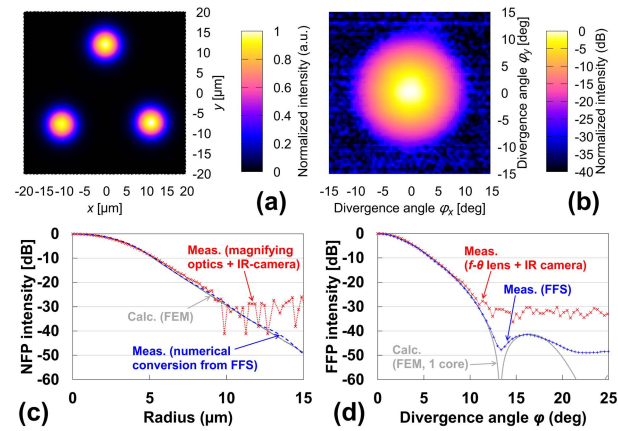 20
15
10
5
0
-5
-10
-15
-20
y [μm]
-20 -15 -10 -5 0 5 10 15 20
x [μm]
1
0.8
0.6
0.4
0.2
0
Normalized intensity (a.u.)
(a)
15
10
5
0
-5
-10
-15
Divergence angle φy [deg]
-15 -10 -5 0 5 10 15
Divergence angle φx [deg]
0
-5
-10
-15
-20
-25
-30
-35
-40
Normalized intensity (dB)
(b)
NFP intensity [dB]
0
-10
-20
-30
-40
-50
-60
Meas. (magnifying
optics + IR-camera)
Calc. (FEM)
Meas. (numerical
conversion from FFS)
0 5 10 15
Radius (μm)
(c)
FFP intensity [dB]
0
-10
-20
-30
-40
-50
-60
Meas.
(f-θ lens + IR camera)
Meas. (FFS)
Calc.
(FEM, 1 core)
0 5 10 15 20 25
Divergence angle φ (deg)
(d)